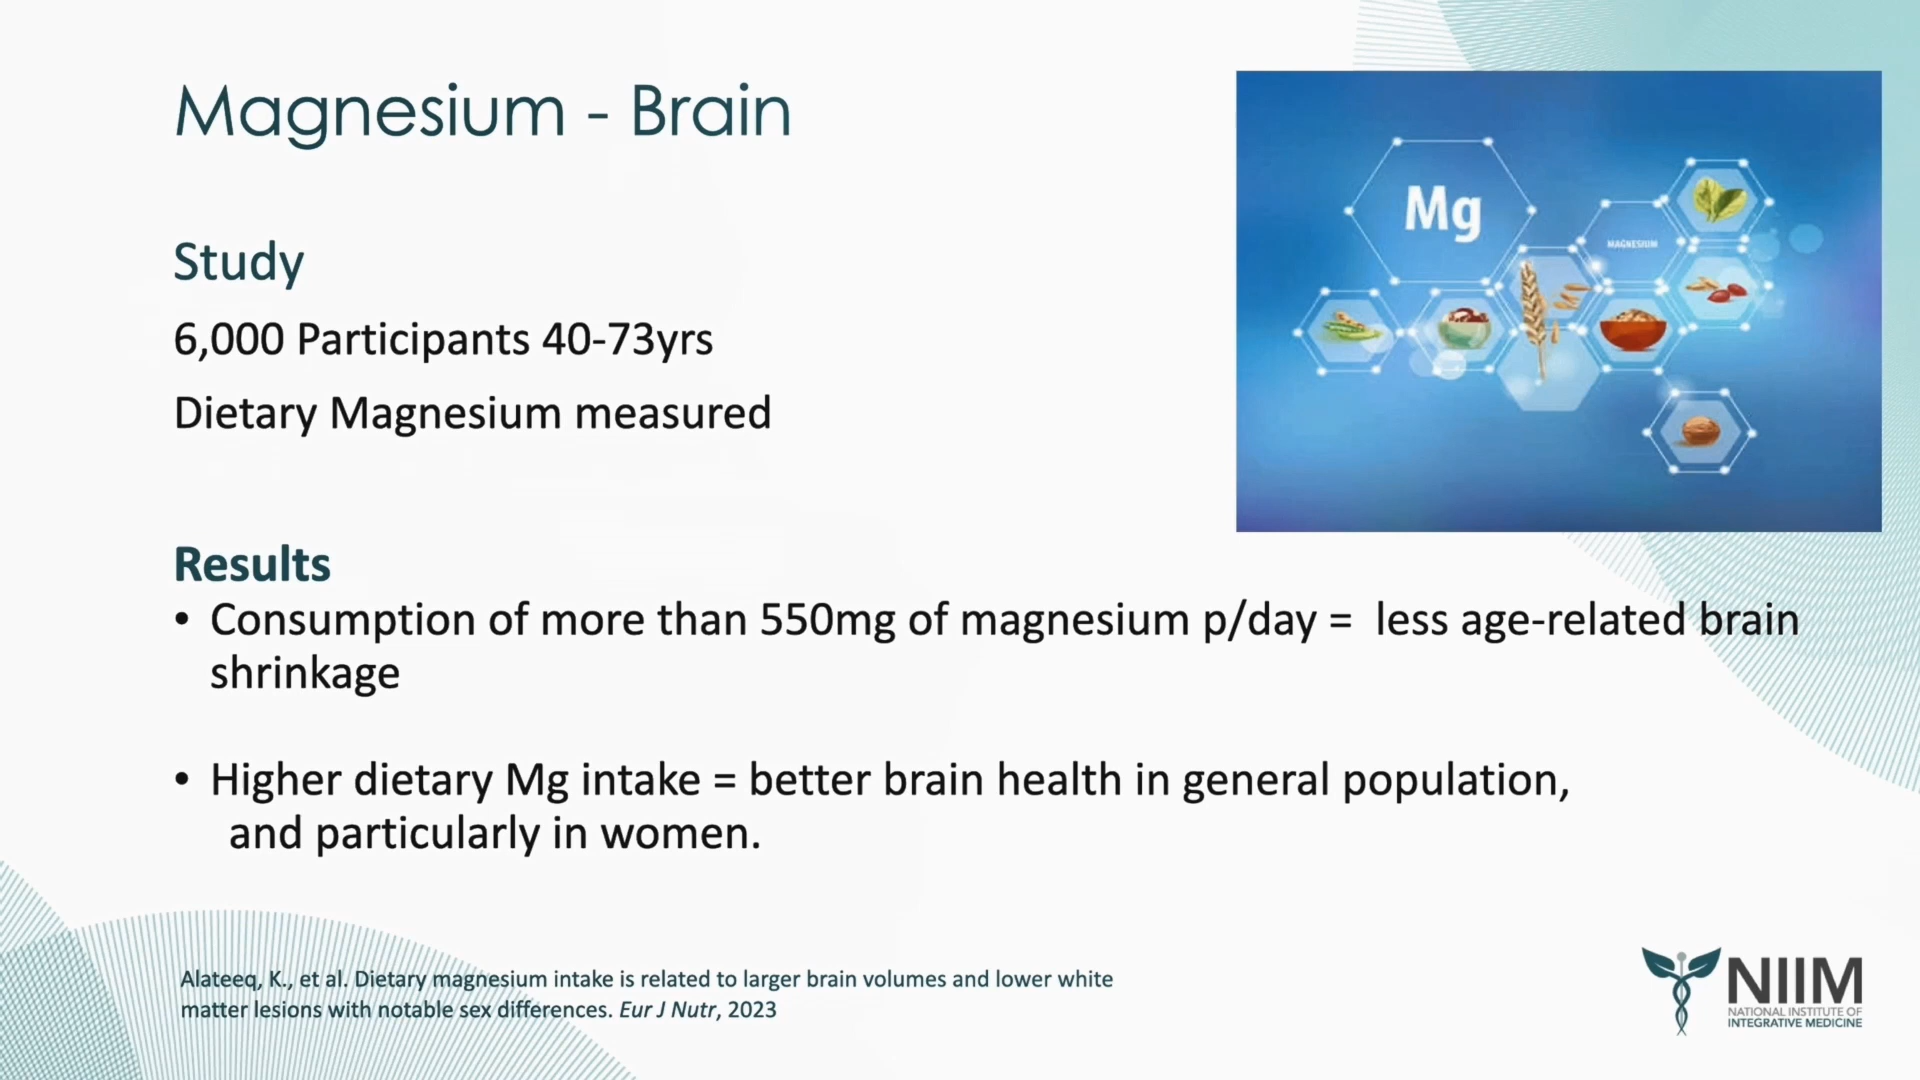 Magnesium - Brain
Mg
MAGNESIUM
Study
6,000 Participants 40-73yrs
Dietary Magnesium measured
Results
• Consumption of more than 550mg of magnesium p/day = less age-related brain
shrinkage
• Higher dietary Mg intake = better brain health in general population,
and particularly in women.
Alateeq, K., et al. Dietary magnesium intake is related to larger brain volumes and lower white
matter lesions with notable sex differences. Eur J Nutr, 2023
NIIM
NATIONAL INSTITUTE OF
INTEGRATIVE MEDICINE